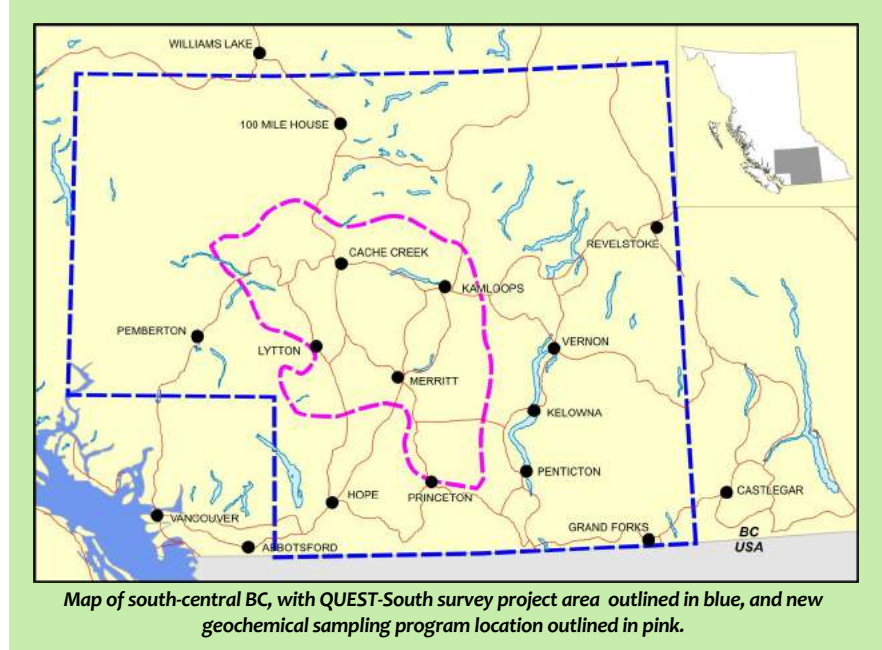 WILLIAMS LAKE
100 MILE HOUSE
REVELSTOKE
CACHE CREEK
KAMLOOPS
PEMBERTON
LYTTON
VERNON
MERRITT
KELOWNA
PENTICTON
PRINCETON
HOPE
CASTLEGAR
VANCOUVER
GRAND FORKS
BC
USA
ABBOTSFORD
Map of south-central BC, with QUEST-South survey project area outlined in blue, and new
geochemical sampling program location outlined in pink.